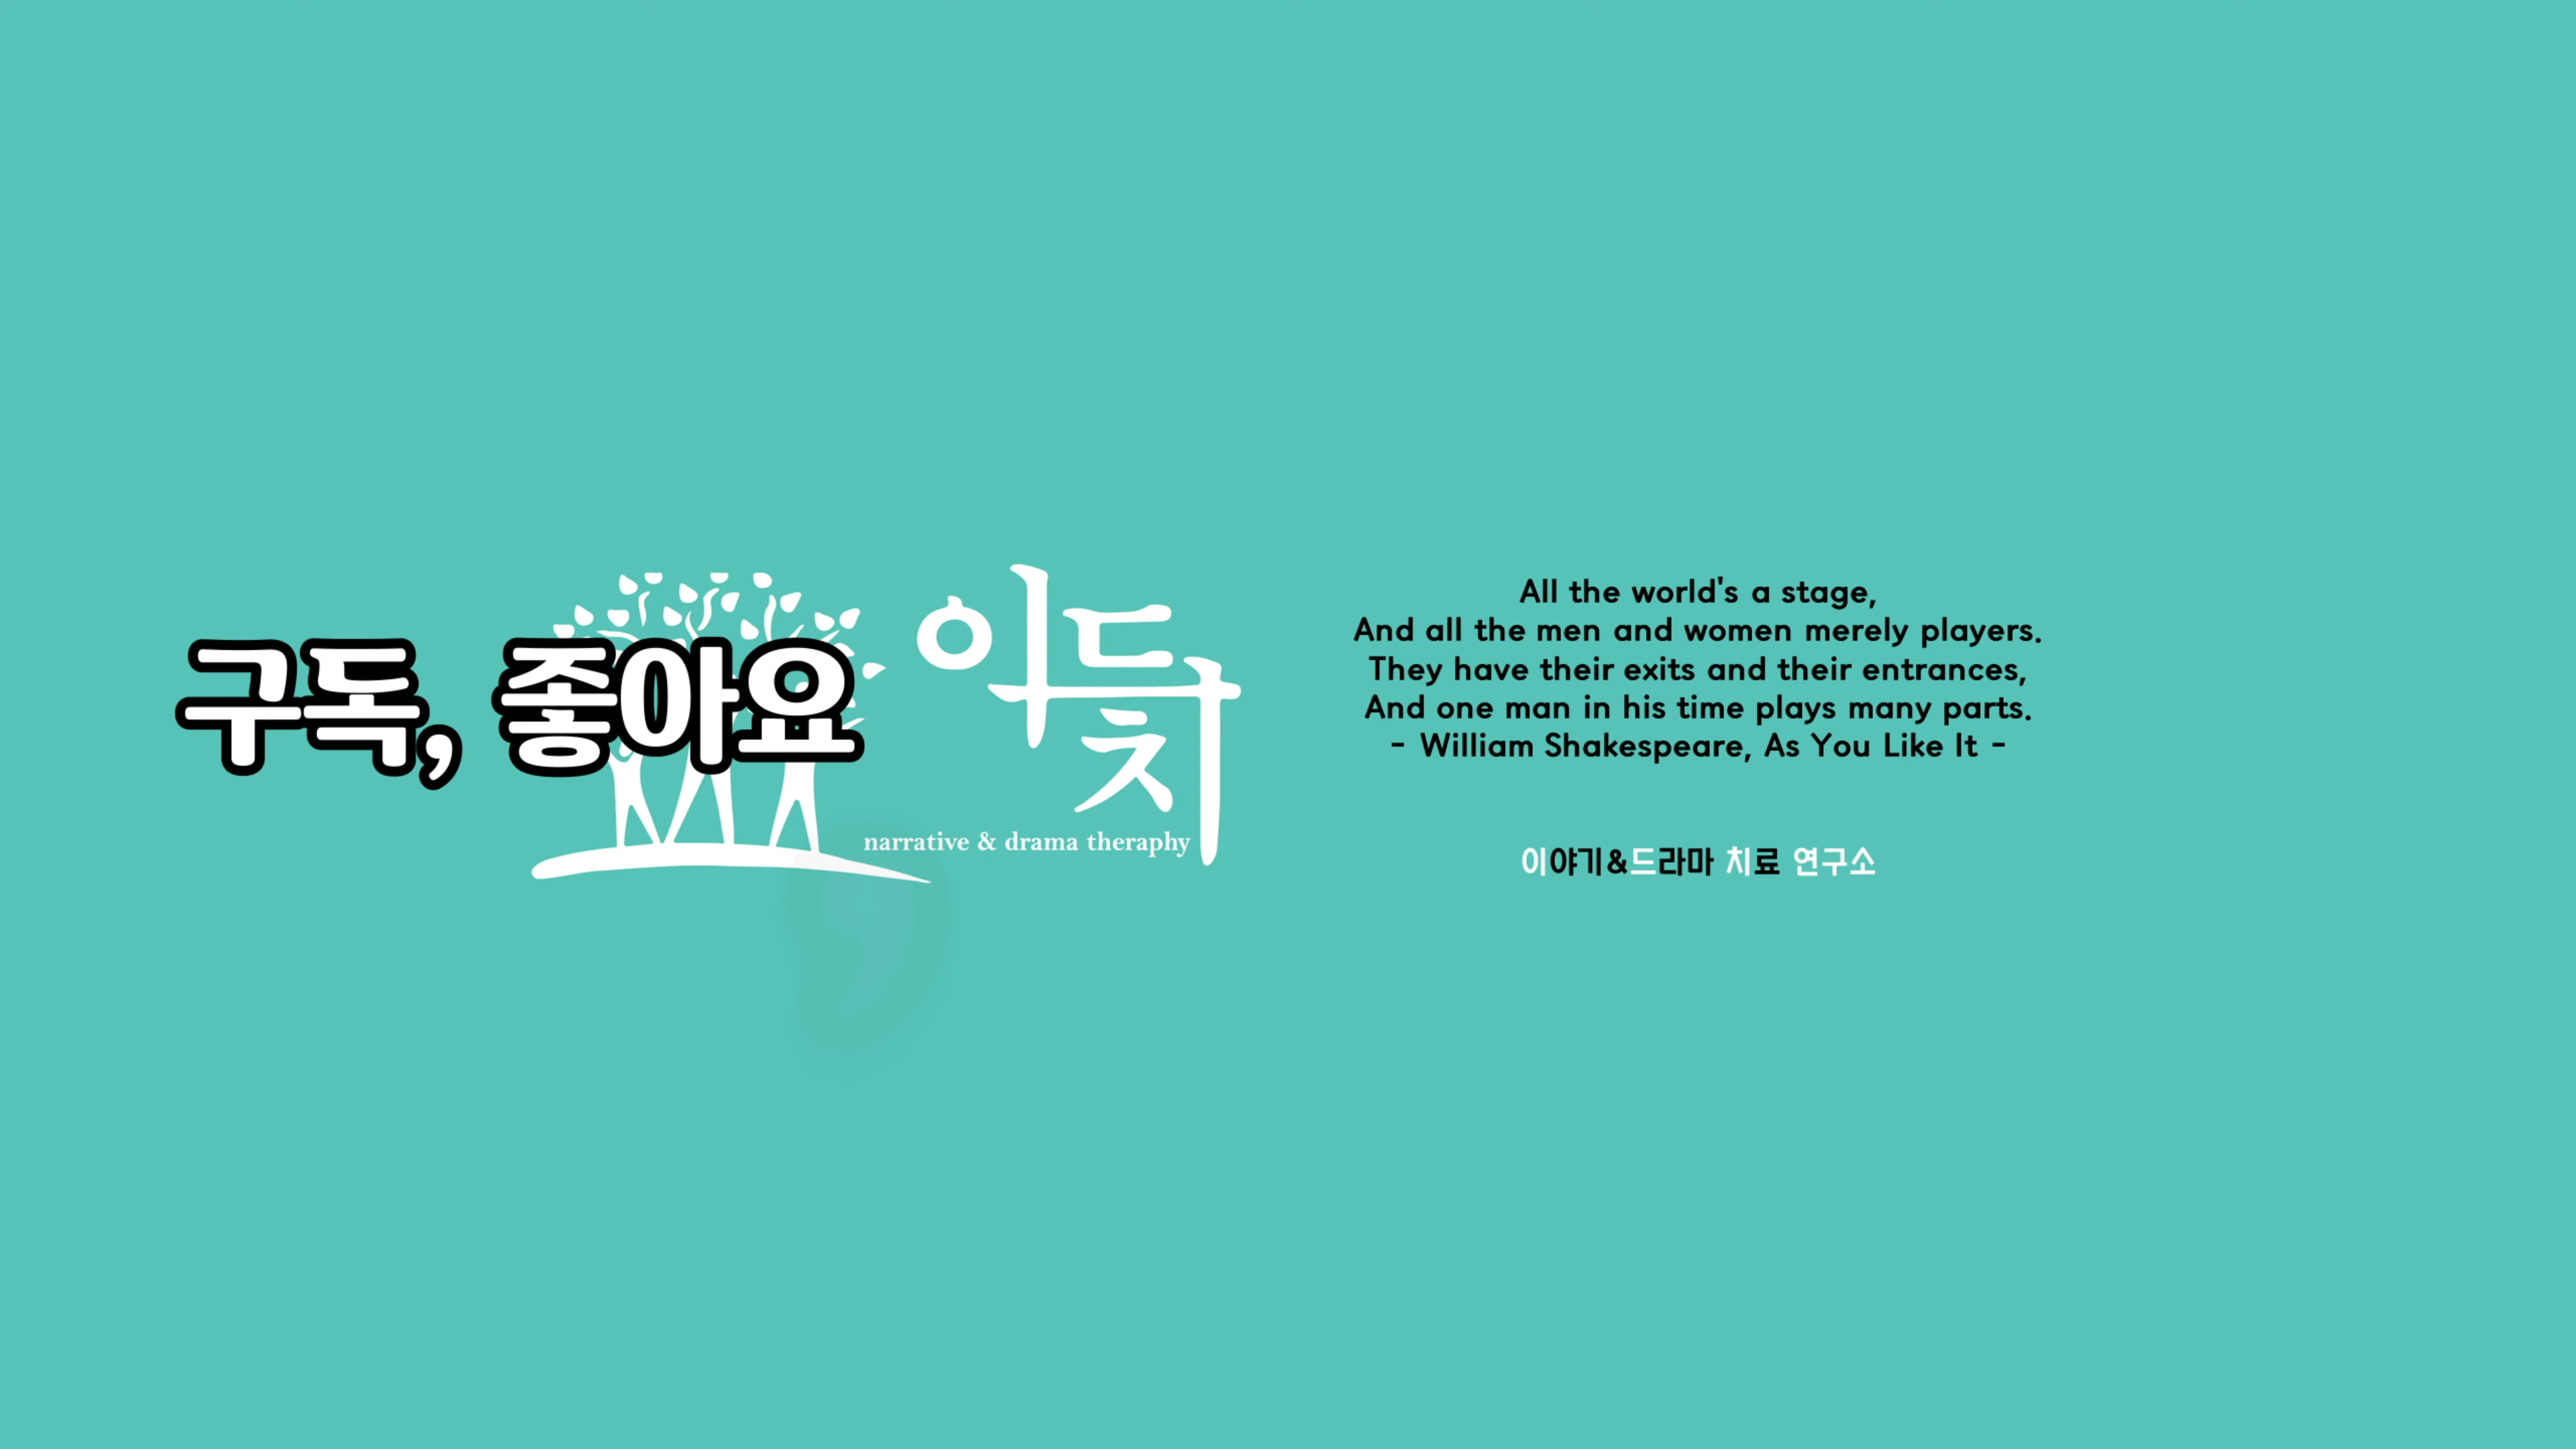 구독, 좋아요
이드치
narrative & drama theraphy
All the world's a stage,
And all the men and women merely players.
They have their exits and their entrances,
And one man in his time plays many parts.
- William Shakespeare, As You Like It -
이야기&드라마 치료 연구소